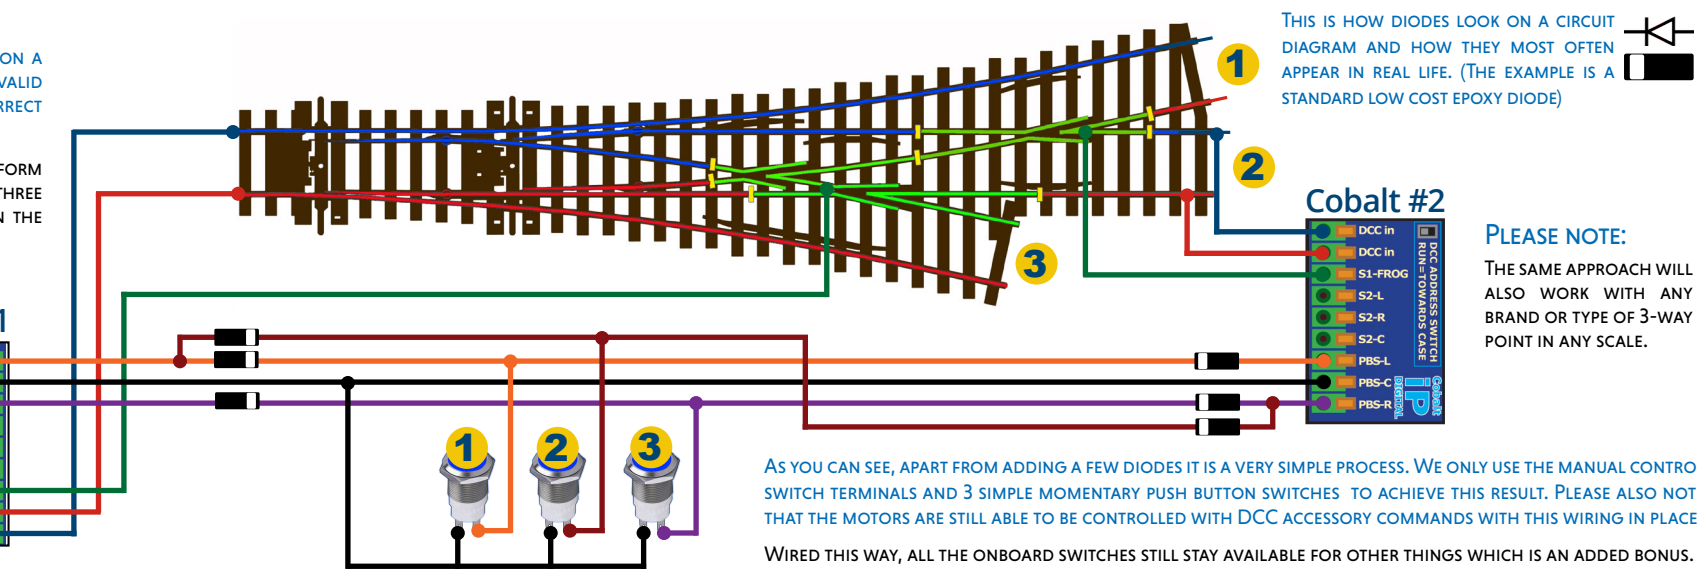 ON A
VALID
RRECT
FORM
THREE
N THE
1
THIS IS HOW DIODES LOOK ON A CIRCUIT
DIAGRAM AND HOW THEY MOST OFTEN
APPEAR IN REAL LIFE. (THE EXAMPLE IS A
STANDARD LOW COST EPOXY DIODE)
1
2
3
Cobalt #2
DCC in
DCC in
S1-FROG
S2-L
S2-R
S2-C
PBS-L
PBS-C
PBS-R
DCC ADDRESS SWITCH
RUN=TOWARDS CASE
Cobalt
iP
DIGITAL
PLEASE NOTE:
THE SAME APPROACH WILL
ALSO WORK WITH ANY
BRAND OR TYPE OF 3-WAY
POINT IN ANY SCALE.
1
2
3
AS YOU CAN SEE, APART FROM ADDING A FEW DIODES IT IS A VERY SIMPLE PROCESS. WE ONLY USE THE MANUAL CONTRO
SWITCH TERMINALS AND 3 SIMPLE MOMENTARY PUSH BUTTON SWITCHES TO ACHIEVE THIS RESULT. PLEASE ALSO NOT
THAT THE MOTORS ARE STILL ABLE TO BE CONTROLLED WITH DCC ACCESSORY COMMANDS WITH THIS WIRING IN PLACE
WIRED THIS WAY, ALL THE ONBOARD SWITCHES STILL STAY AVAILABLE FOR OTHER THINGS WHICH IS AN ADDED BONUS.